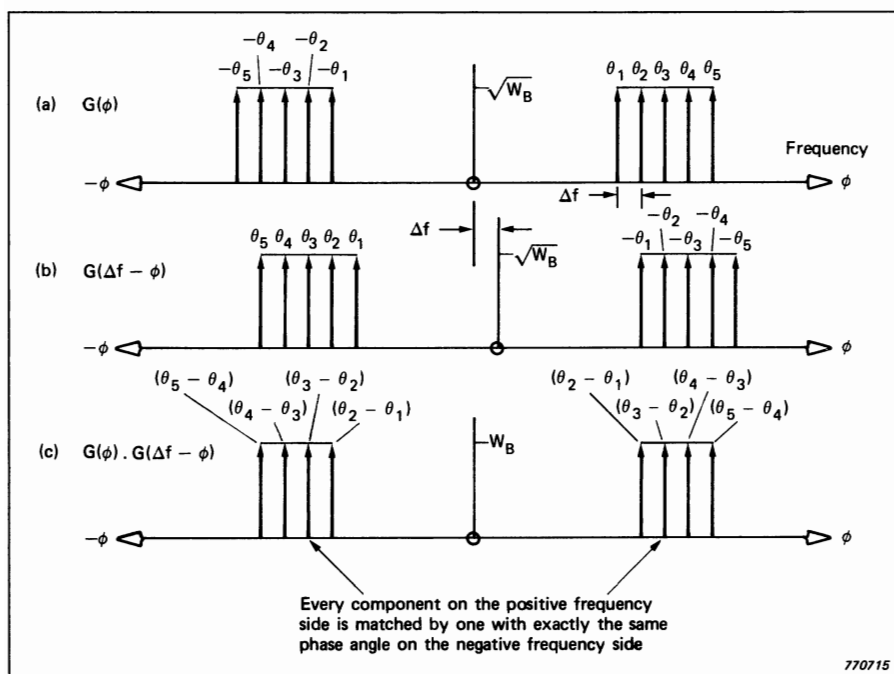 −θ₄ −θ₂
−θ₅ −θ₃ −θ₁ θ₁ θ₂ θ₃ θ₄ θ₅
√W_B
(a) G(ϕ)
Frequency
−ϕ ϕ
Δf
Δf
−θ₂ −θ₄
θ₅ θ₄ θ₃ θ₂ θ₁ −θ₁ −θ₃ −θ₅
√W_B
(b) G(Δf − ϕ)
−ϕ ϕ
(θ₅ − θ₄) (θ₃ − θ₂) (θ₂ − θ₁) (θ₄ − θ₃)
(θ₄ − θ₃) (θ₂ − θ₁) (θ₃ − θ₂) (θ₅ − θ₄)
(c) G(ϕ) . G(Δf − ϕ) W_B
−ϕ ϕ
Every component on the positive frequency
side is matched by one with exactly the same
phase angle on the negative frequency side
770715